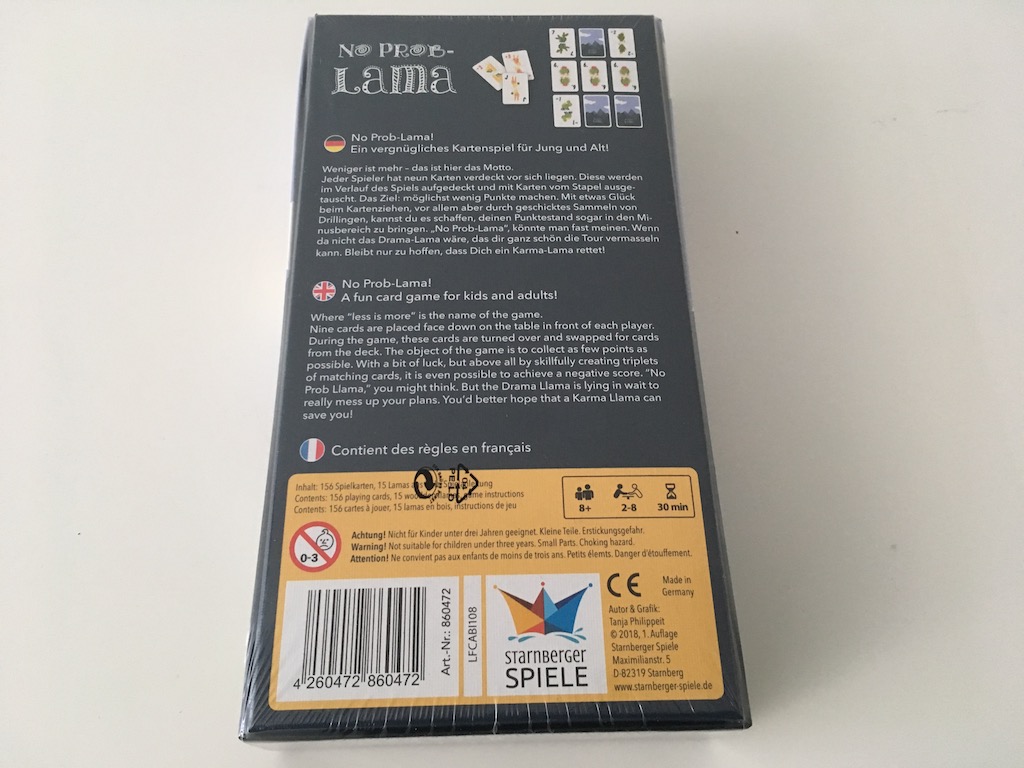 NO PROB-
LAMA
No Prob-Lama!
Ein vergnügliches Kartenspiel für Jung und Alt!
Weniger ist mehr – das ist hier das Motto.
Jeder Spieler hat neun Karten verdeckt vor sich liegen. Diese werden
im Verlauf des Spiels aufgedeckt und mit Karten vom Stapel ausge-
tauscht. Das Ziel: möglichst wenig Punkte machen. Mit etwas Glück
beim Kartenziehen, vor allem aber durch geschicktes Sammeln von
Drillingen, kannst du es schaffen, deinen Punktestand sogar in den Mi-
nusbereich zu bringen. „No Prob-Lama“, könnte man fast meinen. Wenn
da nicht das Drama-Lama wäre, das dir ganz schön die Tour vermasseln
kann. Bleibt nur zu hoffen, dass Dich ein Karma-Lama rettet!
No Prob-Lama!
A fun card game for kids and adults!
Where “less is more” is the name of the game.
Nine cards are placed face down on the table in front of each player.
During the game, these cards are turned over and swapped for cards
from the deck. The object of the game is to collect as few points as
possible. With a bit of luck, but above all by skillfully creating triplets
of matching cards, it is even possible to achieve a negative score. “No
Prob Llama,” you might think. But the Drama Llama is lying in wait to
really mess up your plans. You’d better hope that a Karma Llama can
save you!
Contient des règles en français
Inhalt: 156 Spielkarten, 15 Lamas
Contents: 156 playing cards, 15 instructions
Contents: 156 cartes à jouer, 15 lamas en bois, instructions de jeu
8+ 2-8 30 min
0-3
Achtung! Nicht für Kinder unter drei Jahren geeignet. Kleine Teile. Erstickungsgefahr.
Warning! Not suitable for children under three years. Small Parts. Choking hazard.
Attention! Ne convient pas aux enfants de moins de trois ans. Petits élemts. Danger d'étouffement.
4 260472 860472
Art.-Nr.: 860472
LFCABI108
STARNBERGER
SPIELE
CE
Made in
Germany
Autor & Grafik:
Tanja Philippeit
© 2018, 1. Auflage
Starnberger Spiele
Maximilianstr. 5
D-82319 Starnberg
www.starnberger-spiele.de